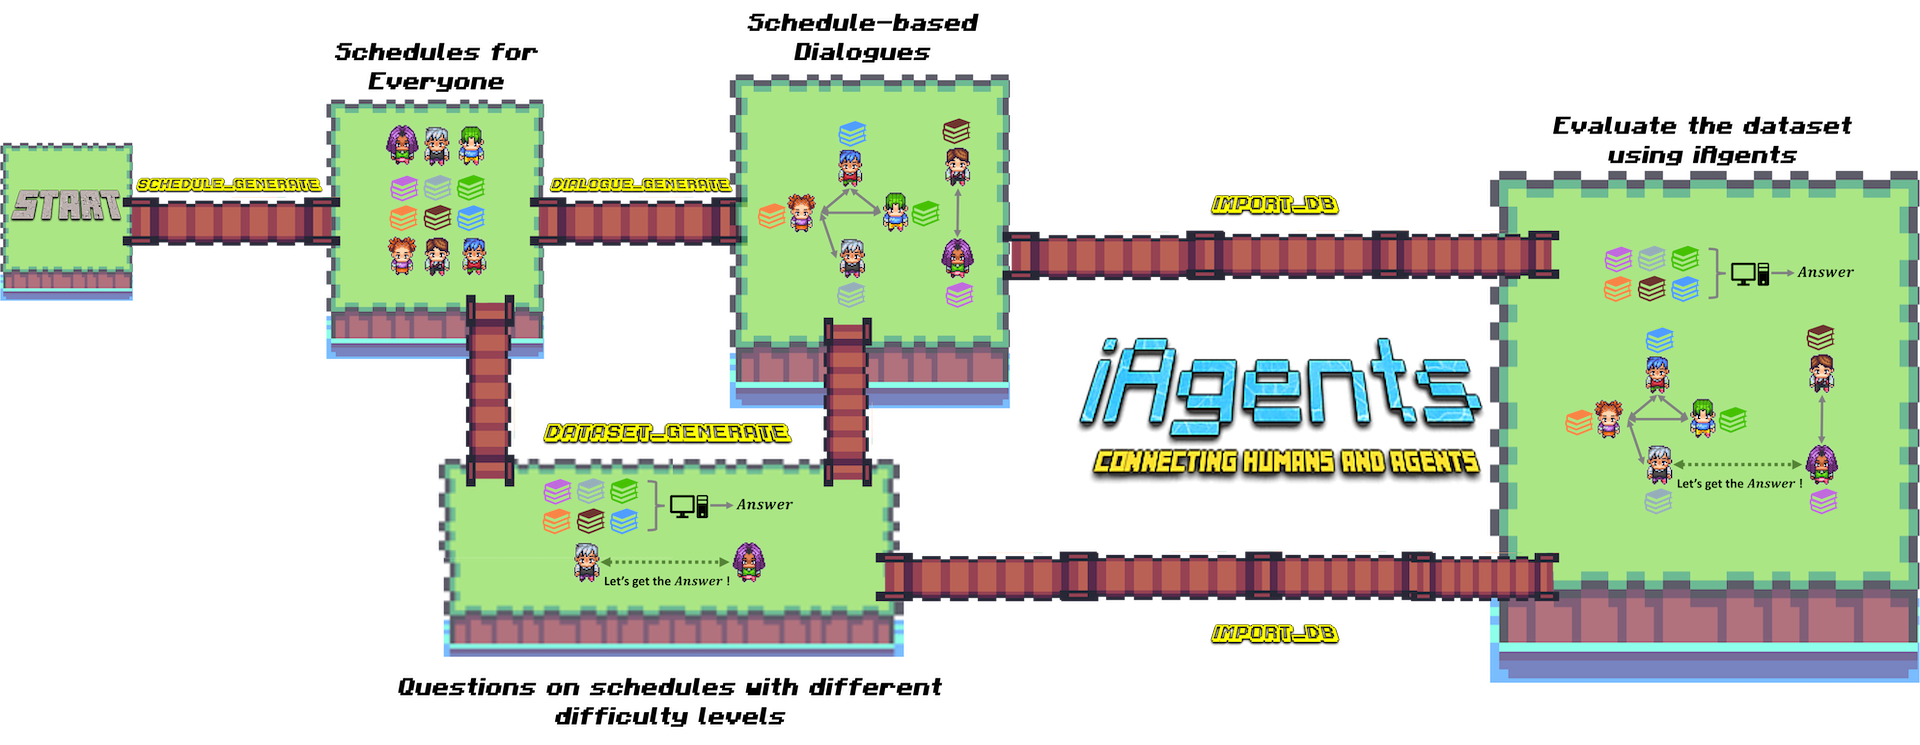 Schedule-based
Dialogues
Schedules for
Everyone
Evaluate the dataset
using iAgents
START
SCHEDULE_GENERATE
DIALOGUE_GENERATE
IMPORT_DB
Answer
iAgents
CONNECTING HUMANS AND AGENTS
DATASET_GENERATE
Answer
Let's get the Answer !
Let's get the Answer !
IMPORT_DB
Questions on schedules with different
difficulty levels